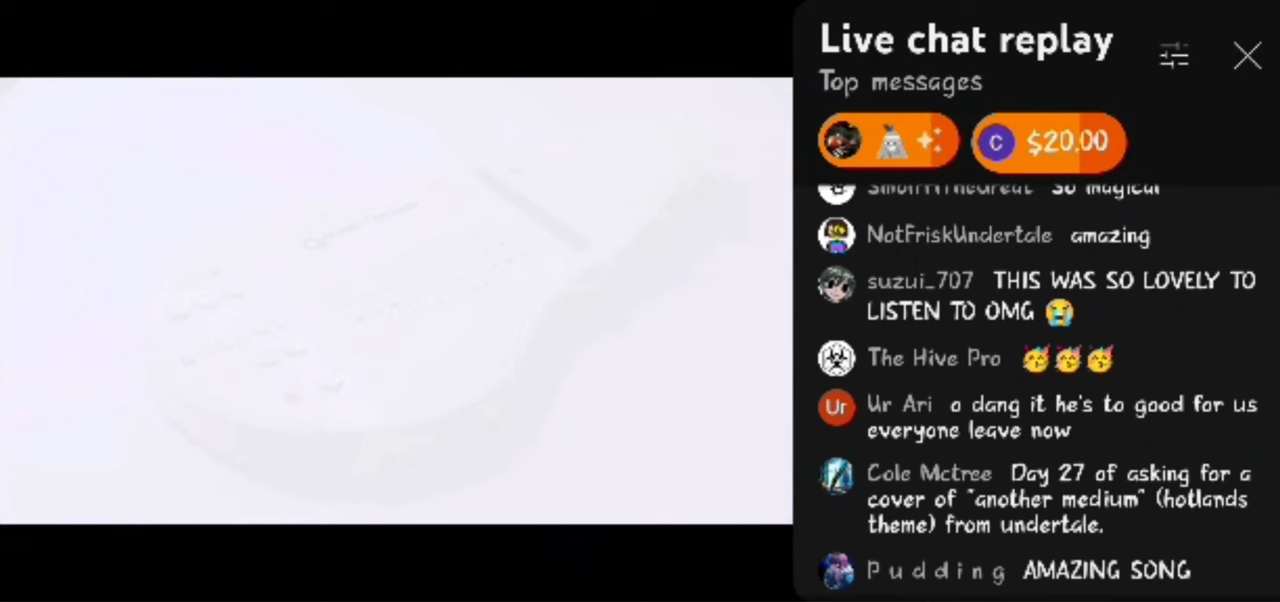 Live chat replay
Top messages
C $20.00
So magical
NotFriskUndertale amazing
suzui_707 THIS WAS SO LOVELY TO
LISTEN TO OMG 😭
The Hive Pro 🥳🥳🥳
Ur Ur Ari o dang it he's to good for us
everyone leave now
Cole Mctree Day 27 of asking for a
cover of "another medium" (hotlands
theme) from undertale.
P u d d i n g AMAZING SONG